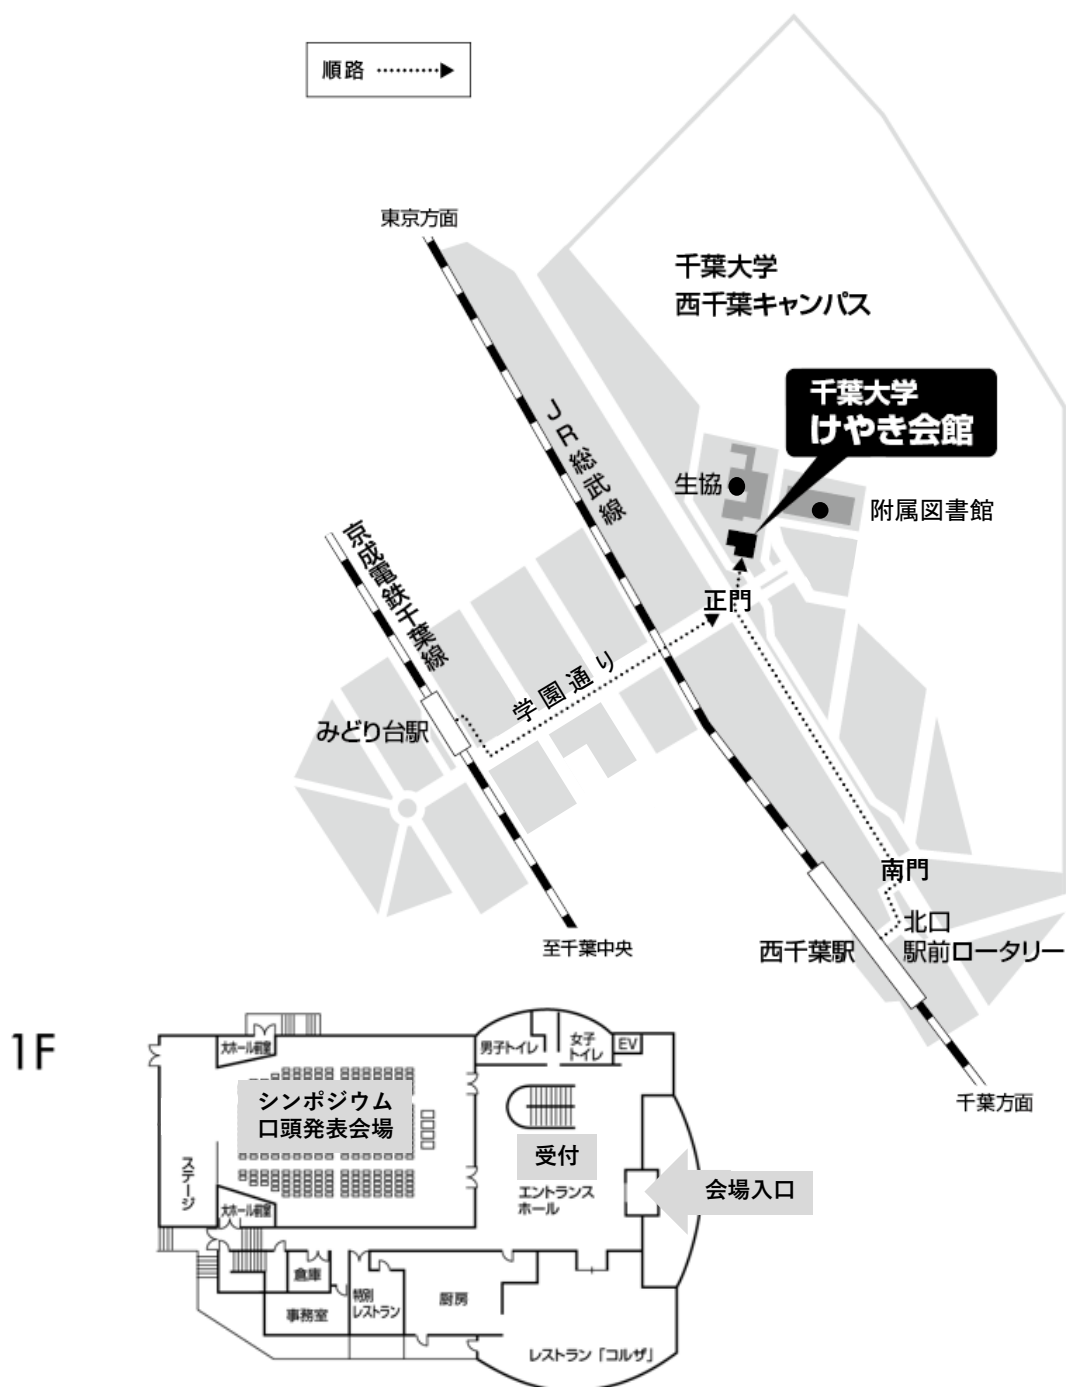 順路
東京方面
千葉大学
西千葉キャンパス
千葉大学
けやき会館
JR総武線
生協
附属図書館
京成電鉄千葉線
正門
学園通り
みどり台駅
南門
北口
駅前ロータリー
西千葉駅
至千葉中央
千葉方面
1F
大ホール前室
男子トイレ
女子
トイレ
EV
シンポジウム
口頭発表会場
受付
ステージ
エントランス
ホール
会場入口
大ホール前室
倉庫
特別
レストラン
厨房
事務室
レストラン「コルザ」